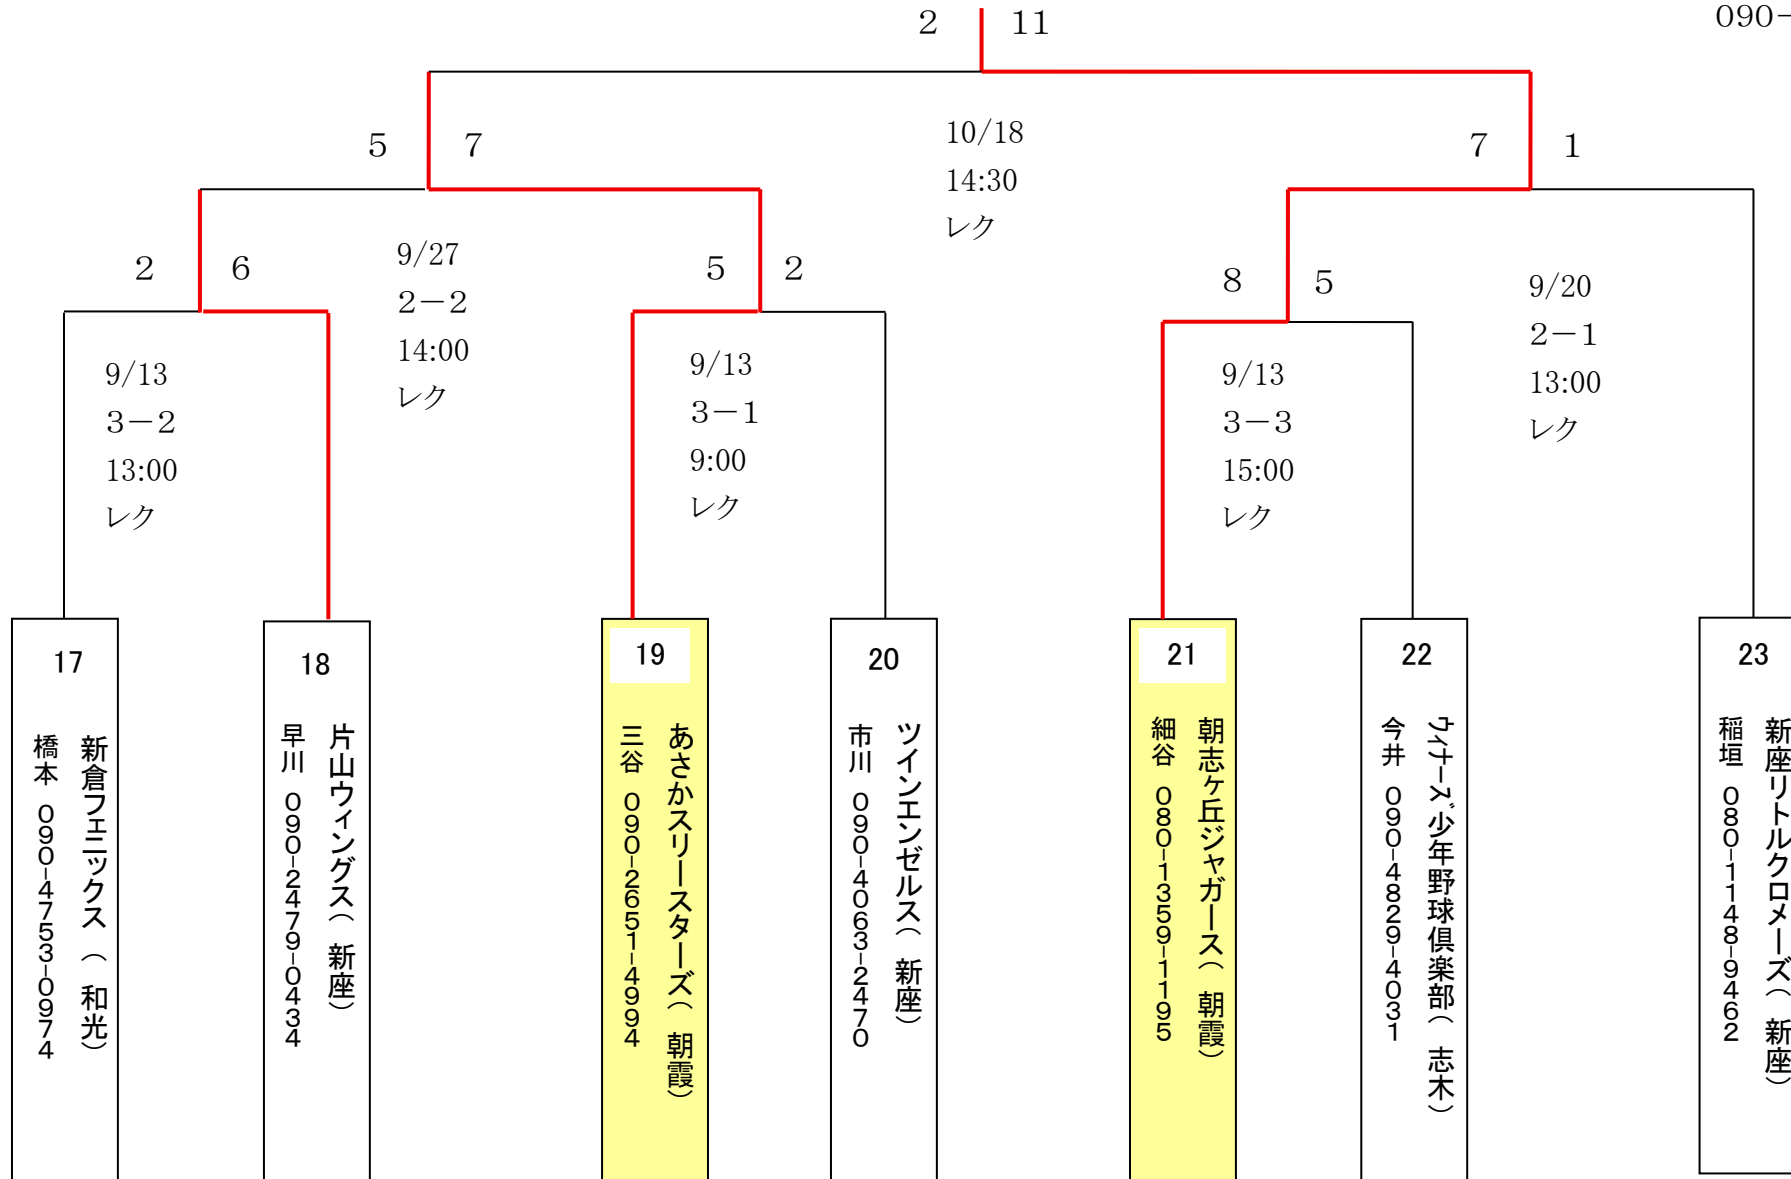 2 11
090-
5 7
10/18
14:30
レク
7 1
2 6
9/27
2-2
14:00
レク
5 2
8 5
9/20
2-1
13:00
レク
9/13
3-2
13:00
レク
9/13
3-1
9:00
レク
9/13
3-3
15:00
レク
17
新倉フェニックス(和光)
橋本 090-4753-0974
18
片山ウィングス(新座)
早川 090-2479-0434
19
あさかスリースターズ(朝霞)
三谷 090-2651-4994
20
ツインエンゼルス(新座)
市川 090-4063-2470
21
朝志ヶ丘ジャガース(朝霞)
細谷 080-1359-1195
22
ウィナーズ少年野球倶楽部(志木)
今井 090-4829-4031
23
新座リトルクロメーズ(新座)
稲垣 080-1148-9462